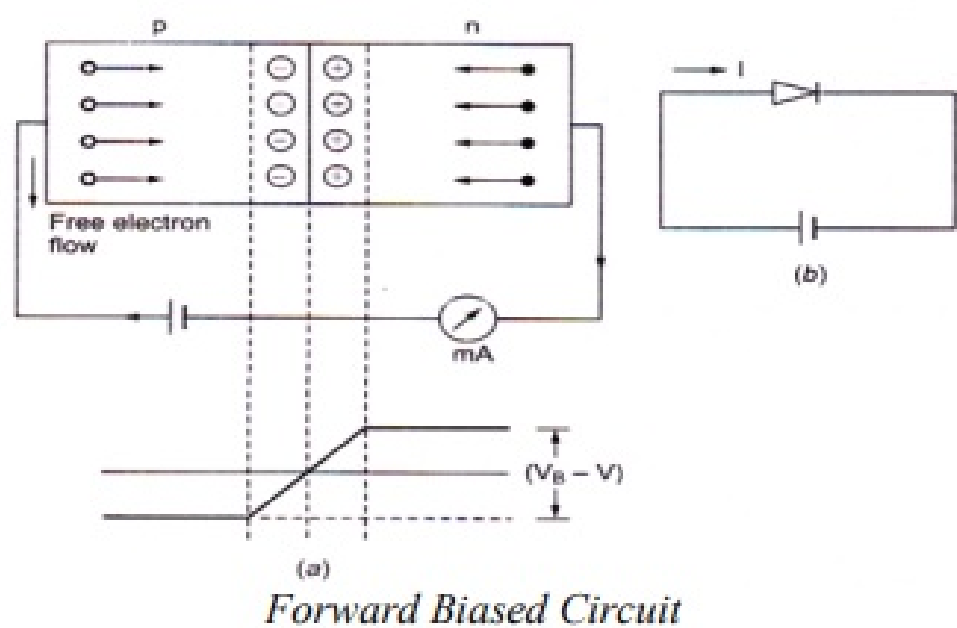 p
n
I
Free electron
flow
(b)
mA
(V_B – V)
(a)
Forward Biased Circuit